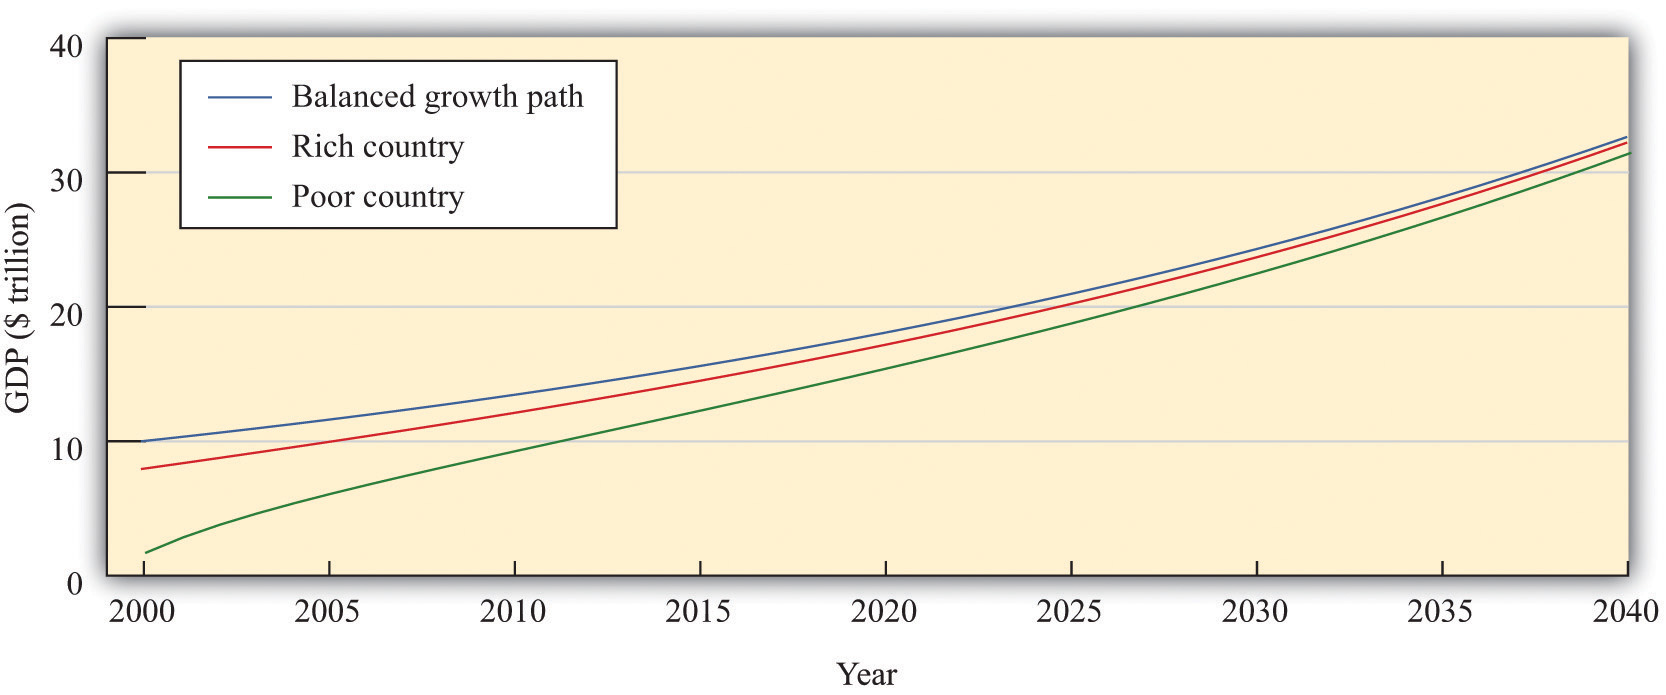 40
30
20
10
0
GDP ($ trillion)
Balanced growth path
Rich country
Poor country
2000 2005 2010 2015 2020 2025 2030 2035 2040
Year